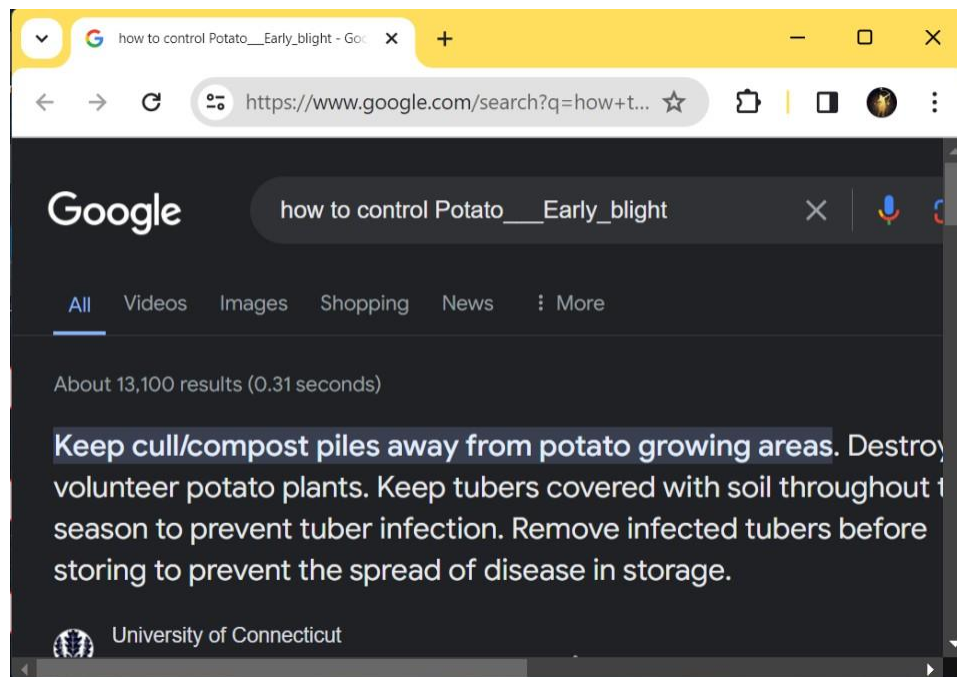 how to control Potato___Early_blight - Goo
https://www.google.com/search?q=how+t...
Google
how to control Potato___Early_blight
All Videos Images Shopping News More
About 13,100 results (0.31 seconds)
Keep cull/compost piles away from potato growing areas. Destroy
volunteer potato plants. Keep tubers covered with soil throughout t
season to prevent tuber infection. Remove infected tubers before
storing to prevent the spread of disease in storage.
University of Connecticut